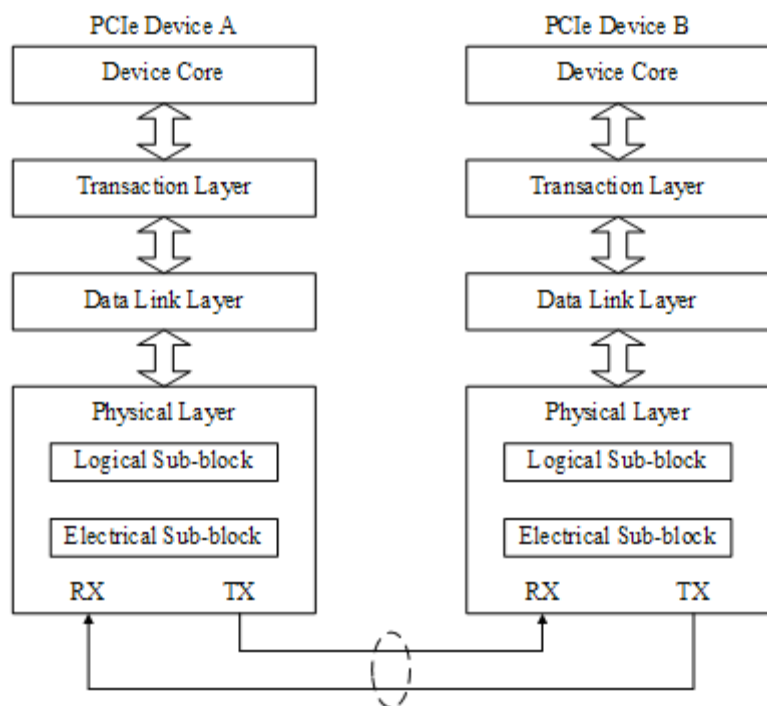 PCIe Device A
Device Core
Transaction Layer
Data Link Layer
Physical Layer
Logical Sub-block
Electrical Sub-block
RX
TX
PCIe Device B
Device Core
Transaction Layer
Data Link Layer
Physical Layer
Logical Sub-block
Electrical Sub-block
RX
TX